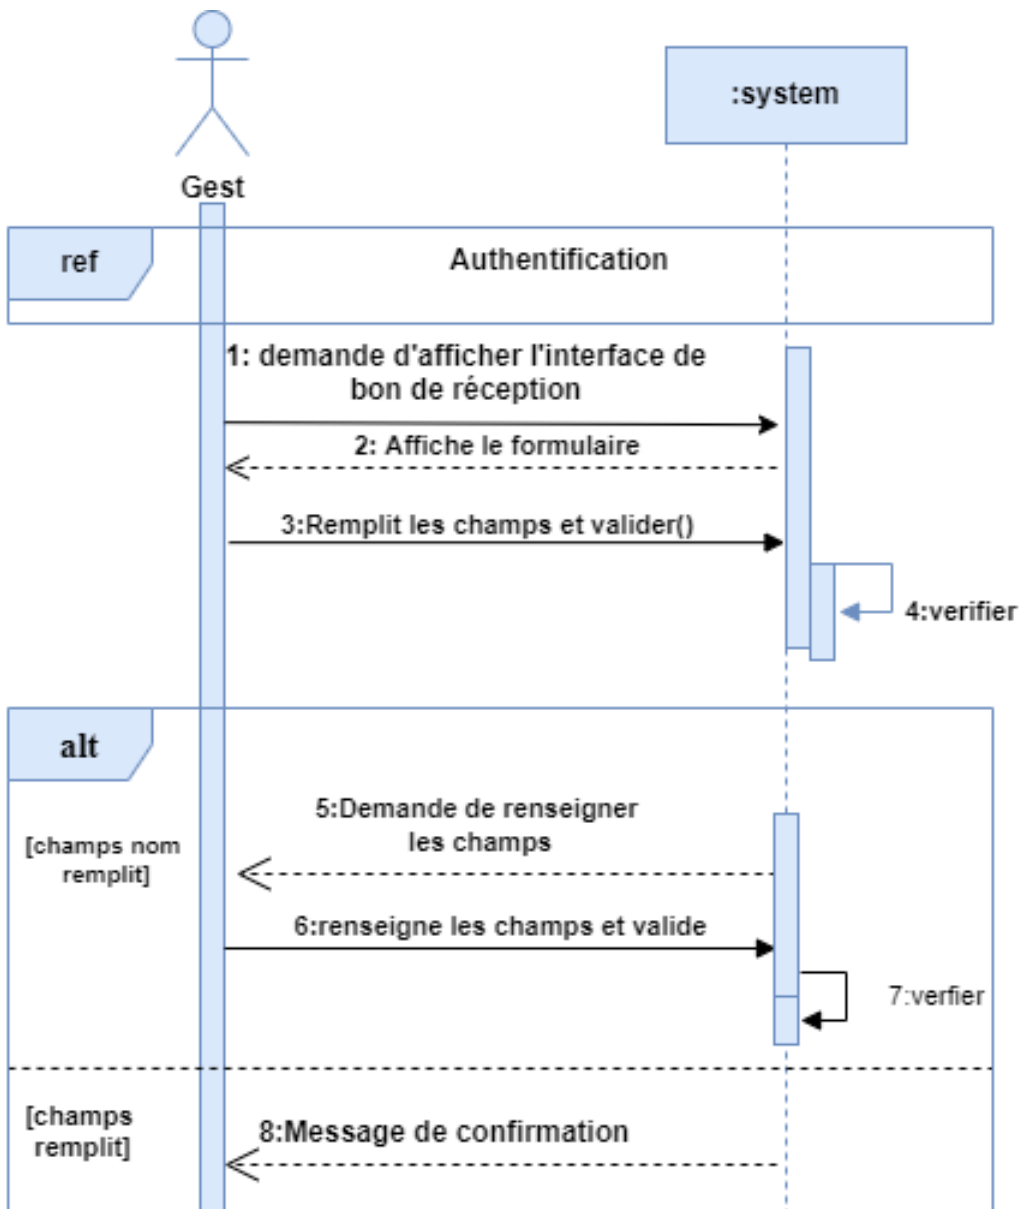 :system
Gest
ref
Authentification
1: demande d'afficher l'interface de
bon de réception
2: Affiche le formulaire
3:Remplit les champs et valider()
4:verifier
alt
5:Demande de renseigner
les champs
[champs nom
remplit]
6:renseigne les champs et valide
7:verfier
[champs
remplit]
8:Message de confirmation